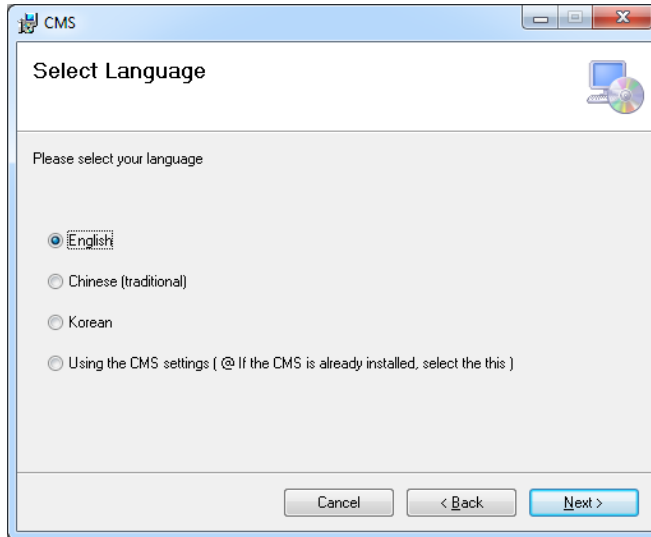 CMS
Select Language
Please select your language
English
Chinese (traditional)
Korean
Using the CMS settings ( @ If the CMS is already installed, select the this )
Cancel
< Back
Next >